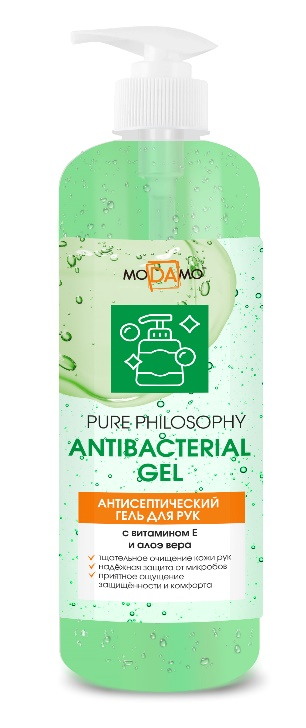 MODAMO
PURE PHILOSOPHY
ANTIBACTERIAL
GEL
АНТИСЕПТИЧЕСКИЙ
ГЕЛЬ ДЛЯ РУК
с витамином Е
и алоэ вера
тщательное очищение кожи рук
надёжная защита от микробов
приятное ощущение
защищённости и комфорта